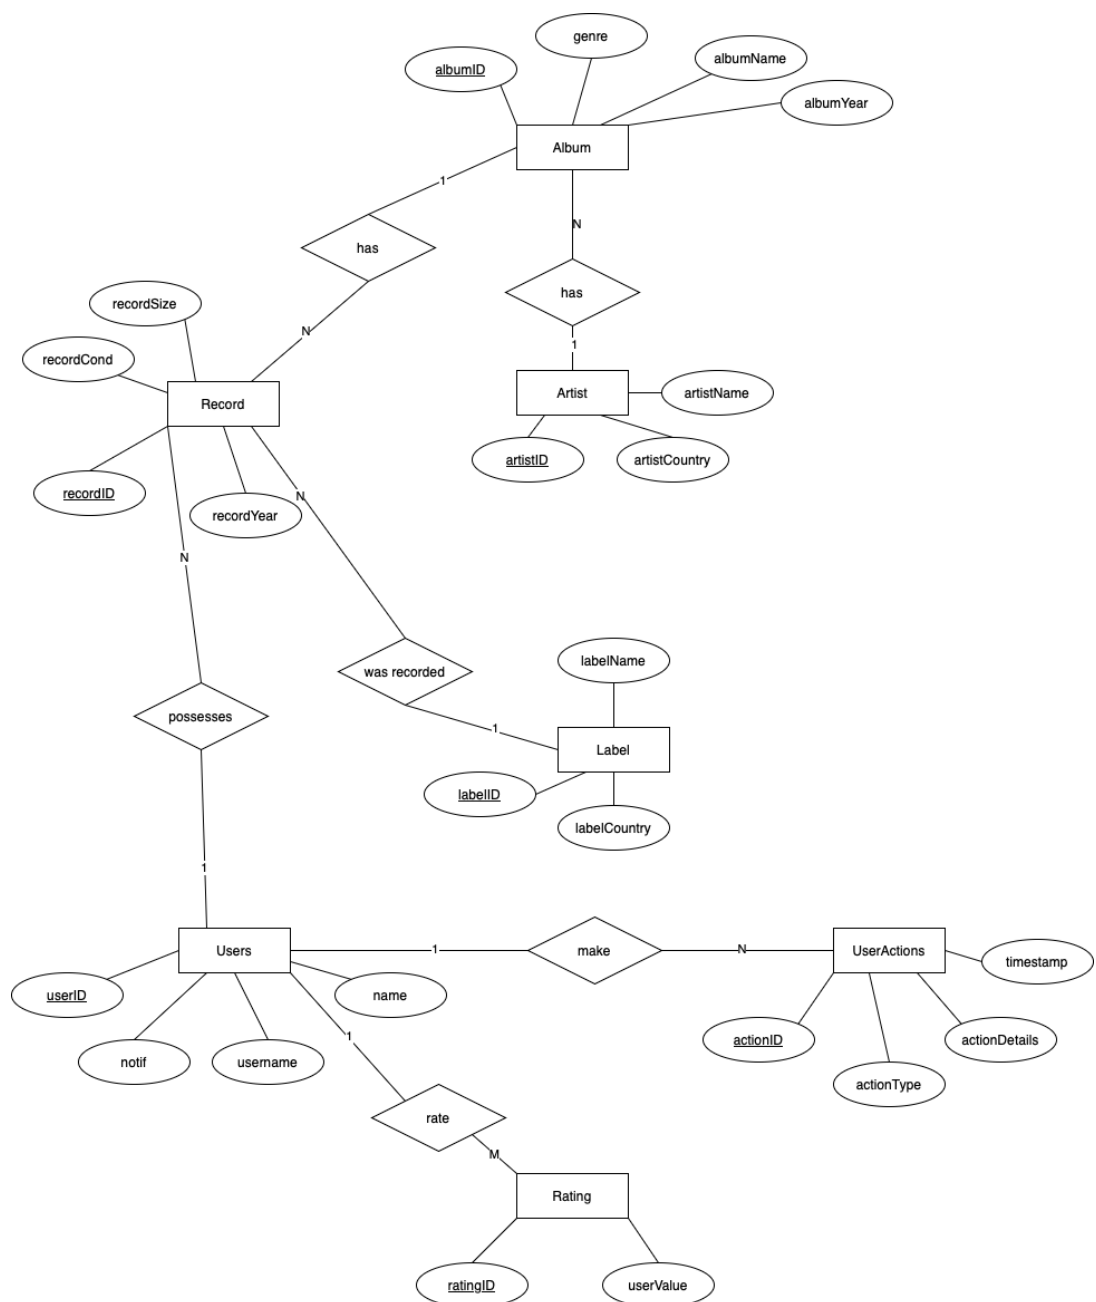 genre
albumName
albumID
albumYear
Album
1
N
has
has
recordSize
N
1
recordCond
Artist
artistName
Record
artistID
artistCountry
recordID
N
recordYear
N
labelName
was recorded
possesses
1
Label
labelID
labelCountry
1
Users
1
make
N
UserActions
timestamp
userID
name
1
actionID
actionDetails
notif
username
actionType
rate
M
Rating
ratingID
userValue